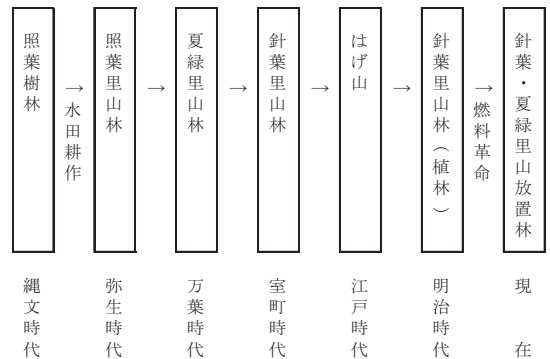 照葉樹林
→水田耕作
照葉里山林
→
夏緑里山林
→
針葉里山林
→
はげ山
→
針葉里山林(植林)
→燃料革命
針葉・夏緑里山放置林
縄文時代
弥生時代
万葉時代
室町時代
江戸時代
明治時代
現在